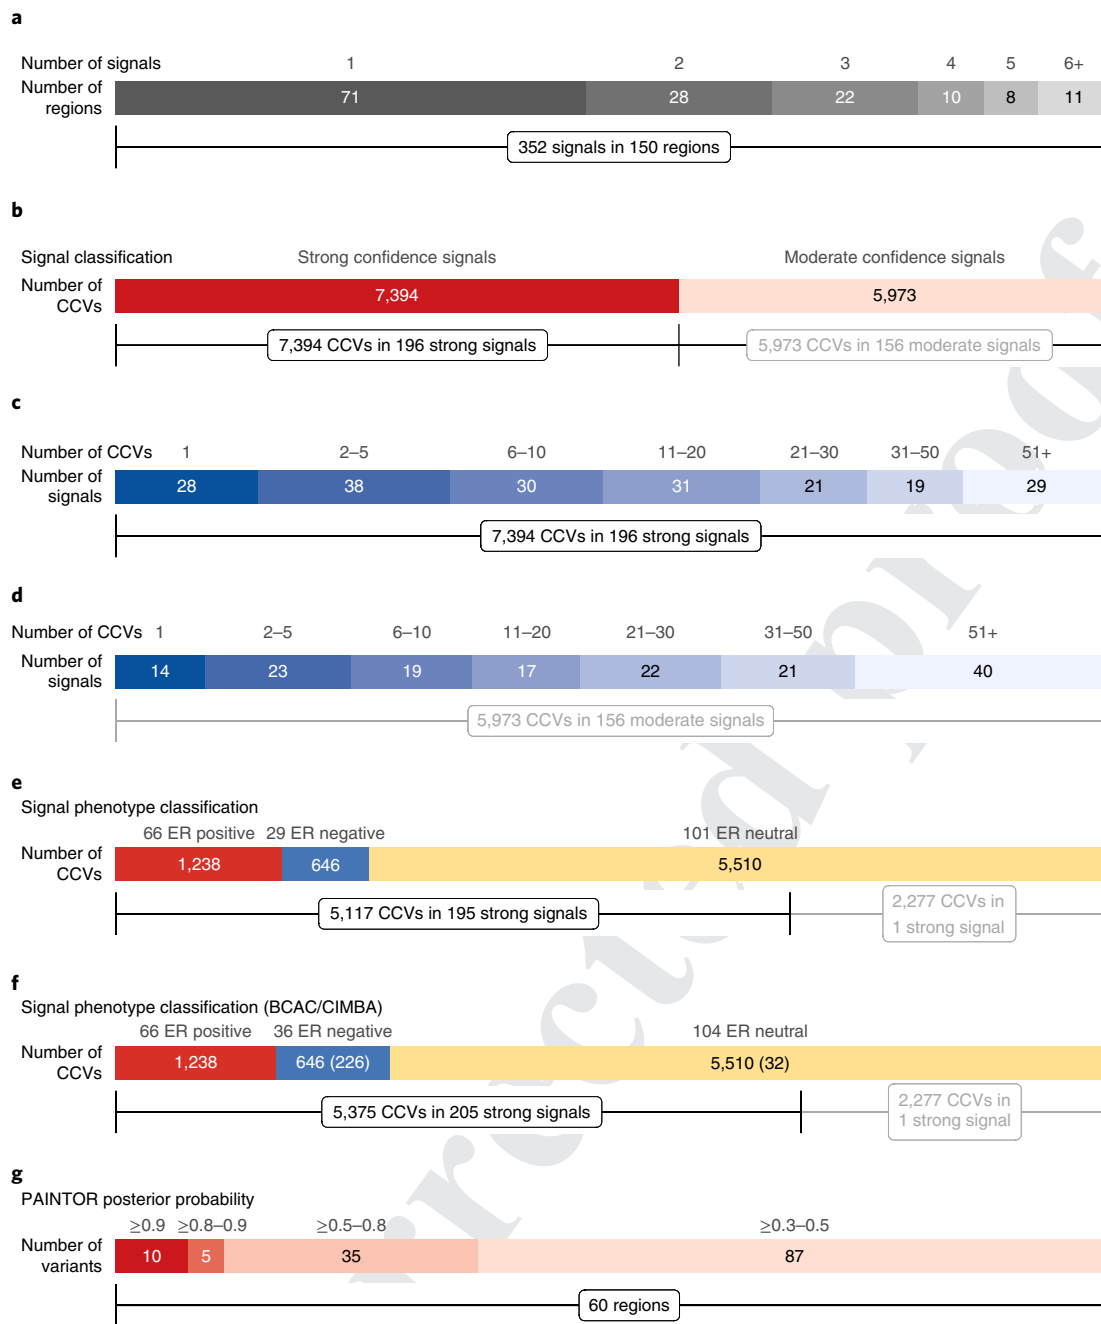 a
Number of signals 1 2 3 4 5 6+
Number of regions 71 28 22 10 8 11
352 signals in 150 regions
b
Signal classification Strong confidence signals Moderate confidence signals
Number of CCVs 7,394 5,973
7,394 CCVs in 196 strong signals 5,973 CCVs in 156 moderate signals
c
Number of CCVs 1 2–5 6–10 11–20 21–30 31–50 51+
Number of signals 28 38 30 31 21 19 29
7,394 CCVs in 196 strong signals
d
Number of CCVs 1 2–5 6–10 11–20 21–30 31–50 51+
Number of signals 14 23 19 17 22 21 40
5,973 CCVs in 156 moderate signals
e
Signal phenotype classification
66 ER positive 29 ER negative 101 ER neutral
Number of CCVs 1,238 646 5,510
5,117 CCVs in 195 strong signals 2,277 CCVs in 1 strong signal
f
Signal phenotype classification (BCAC/CIMBA)
66 ER positive 36 ER negative 104 ER neutral
Number of CCVs 1,238 646 (226) 5,510 (32)
5,375 CCVs in 205 strong signals 2,277 CCVs in 1 strong signal
g
PAINTOR posterior probability
≥0.9 ≥0.8–0.9 ≥0.5–0.8 ≥0.3–0.5
Number of variants 10 5 35 87
60 regions